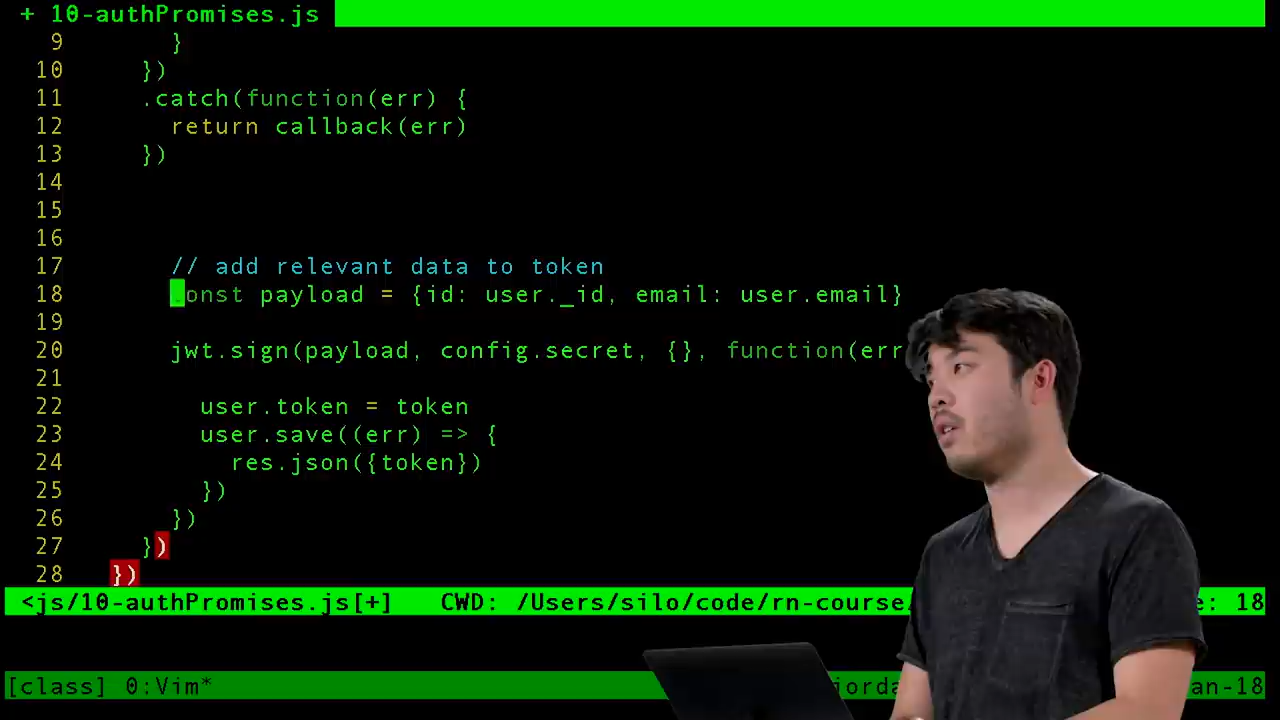 + 10-authPromises.js
9 }
10 })
11 .catch(function(err) {
12 return callback(err)
13 })
14
15
16
17 // add relevant data to token
18 const payload = {id: user._id, email: user.email}
19
20 jwt.sign(payload, config.secret, {}, function(err
21
22 user.token = token
23 user.save((err) => {
24 res.json({token})
25 })
26 })
27 })
28 })
<js/10-authPromises.js[+] CWD: /Users/silo/code/rn-course/ : 18
[class] 0:Vim* an-18